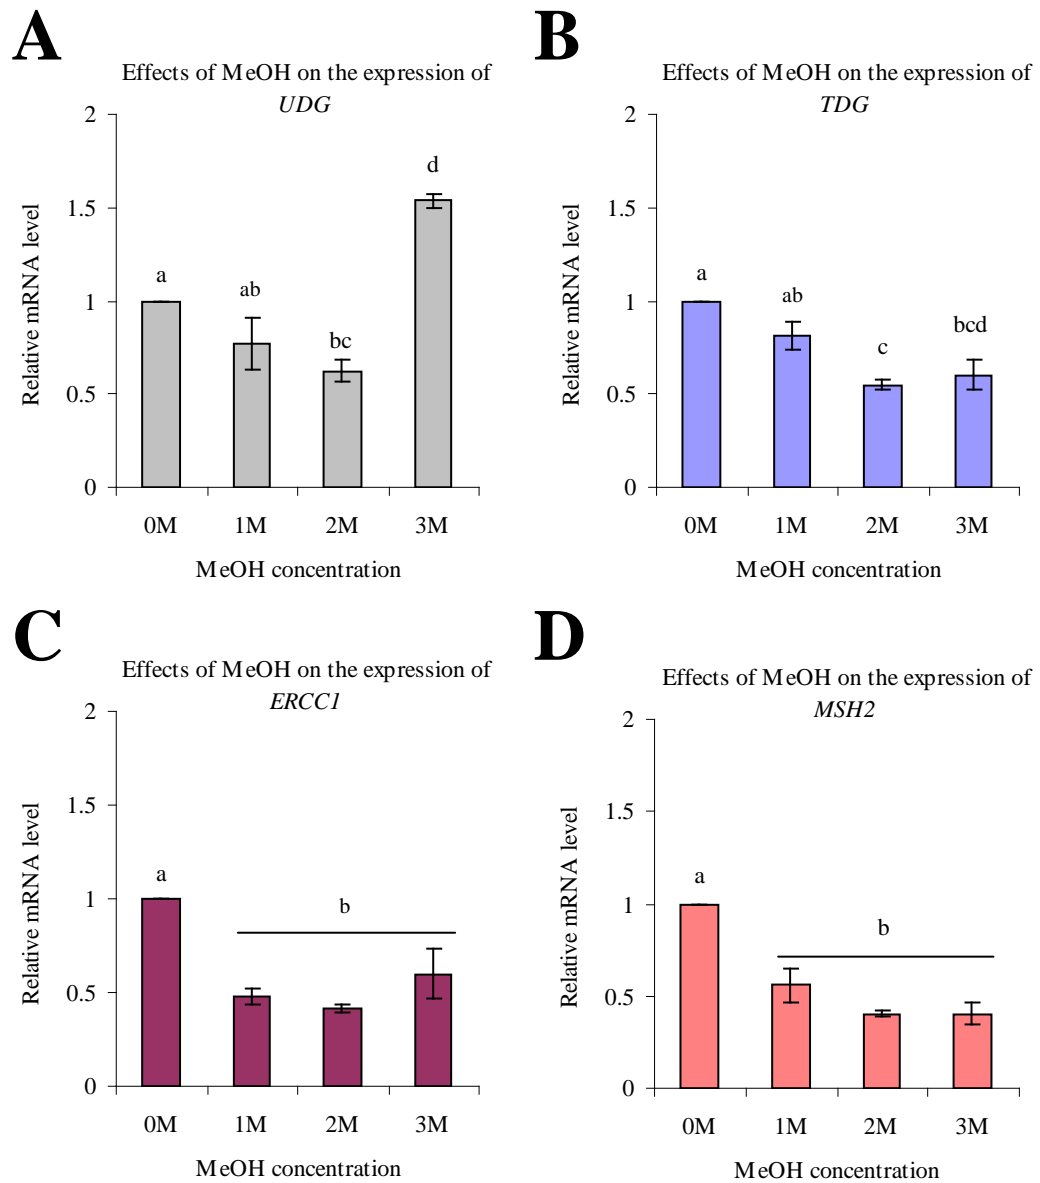 A
Effects of MeOH on the expression of
UDG
Relative mRNA level
2
1.5
1
0.5
0
a
ab
bc
d
0M 1M 2M 3M
MeOH concentration
B
Effects of MeOH on the expression of
TDG
Relative mRNA level
2
1.5
1
0.5
0
a
ab
c
bcd
0M 1M 2M 3M
MeOH concentration
C
Effects of MeOH on the expression of
ERCC1
Relative mRNA level
2
1.5
1
0.5
0
a
b
0M 1M 2M 3M
MeOH concentration
D
Effects of MeOH on the expression of
MSH2
Relative mRNA level
2
1.5
1
0.5
0
a
b
0M 1M 2M 3M
MeOH concentration